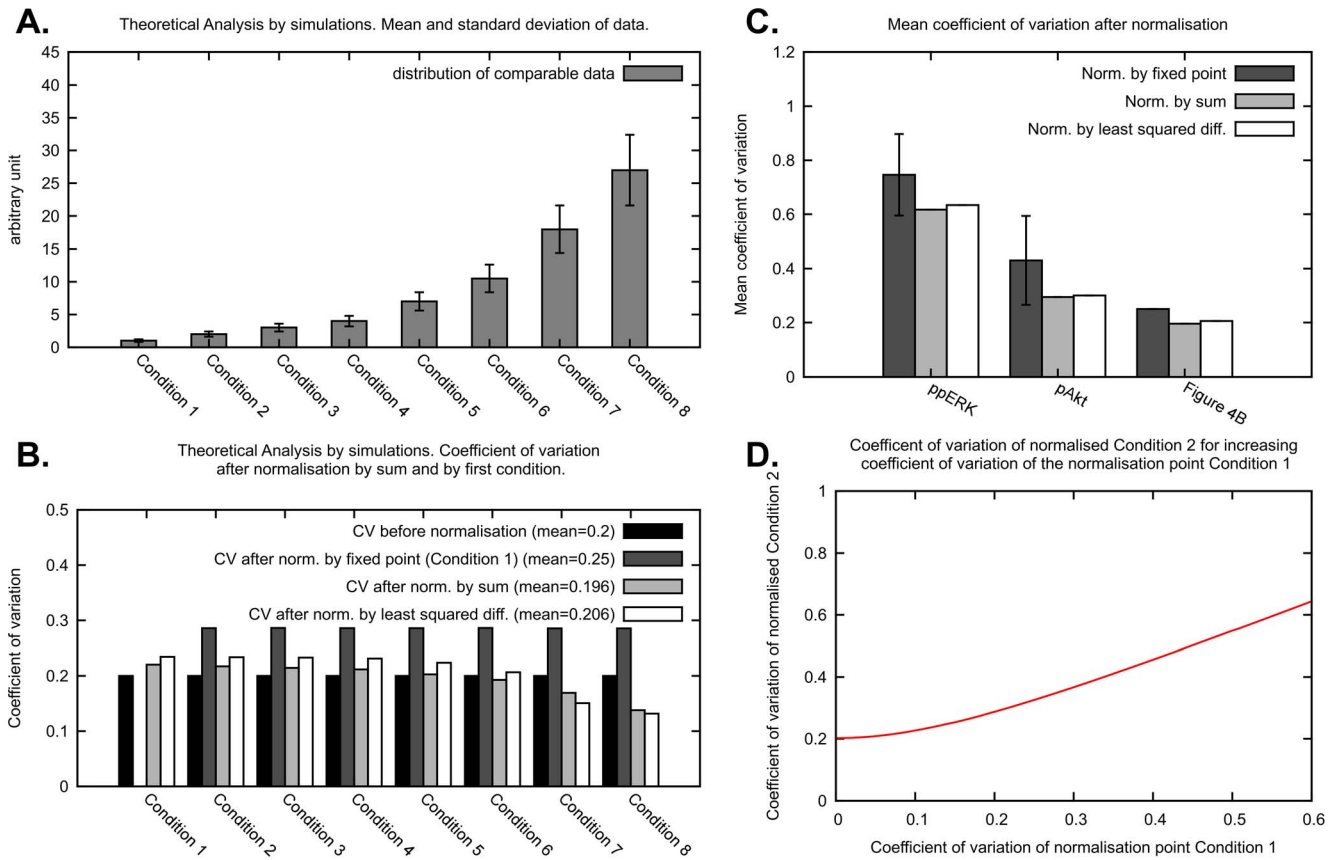 A.
Theoretical Analysis by simulations. Mean and standard deviation of data.
45
40
35
30
25
20
15
10
5
0
arbitrary unit
distribution of comparable data
Condition 1
Condition 2
Condition 3
Condition 4
Condition 5
Condition 6
Condition 7
Condition 8
C.
Mean coefficient of variation after normalisation
1.2
1
0.8
0.6
0.4
0.2
0
Mean coefficient of variation
Norm. by fixed point
Norm. by sum
Norm. by least squared diff.
ppERK
pAkt
Figure 4B
B.
Theoretical Analysis by simulations. Coefficient of variation
after normalisation by sum and by first condition.
0.5
0.4
0.3
0.2
0.1
0
Coefficient of variation
CV before normalisation (mean=0.2)
CV after norm. by fixed point (Condition 1) (mean=0.25)
CV after norm. by sum (mean=0.196)
CV after norm. by least squared diff. (mean=0.206)
Condition 1
Condition 2
Condition 3
Condition 4
Condition 5
Condition 6
Condition 7
Condition 8
D.
Coefficent of variation of normalised Condition 2 for increasing
coefficient of variation of the normalisation point Condition 1
1
0.8
0.6
0.4
0.2
0
Coefficient of variation of normalised Condition 2
0
0.1
0.2
0.3
0.4
0.5
0.6
Coefficient of variation of normalisation point Condition 1